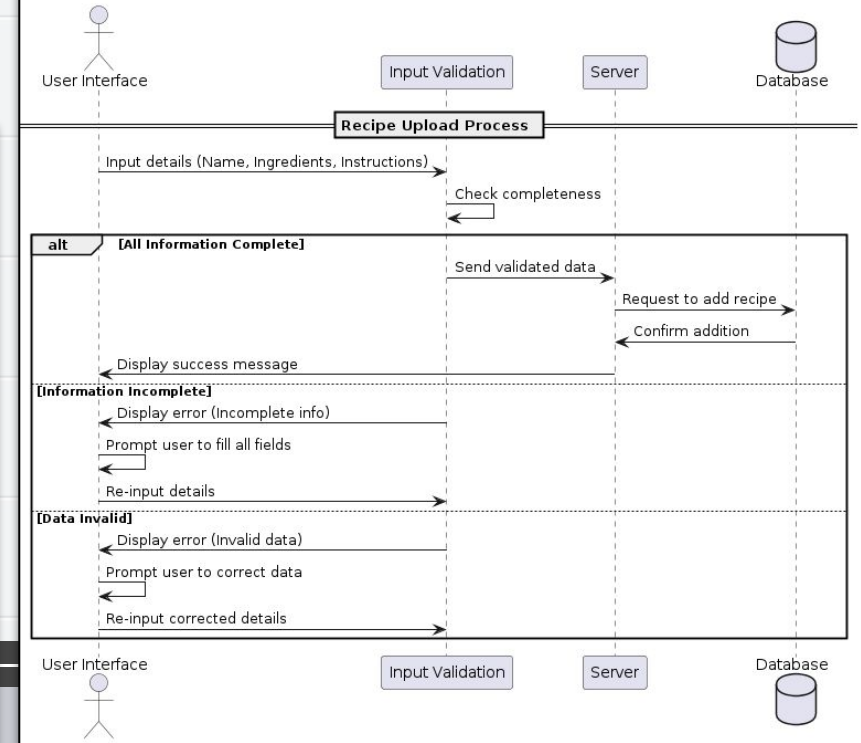 User Interface
Input Validation
Server
Database
Recipe Upload Process
Input details (Name, Ingredients, Instructions)
Check completeness
alt [All Information Complete]
Send validated data
Request to add recipe
Confirm addition
Display success message
[Information Incomplete]
Display error (Incomplete info)
Prompt user to fill all fields
Re-input details
[Data Invalid]
Display error (Invalid data)
Prompt user to correct data
Re-input corrected details
User Interface
Input Validation
Server
Database